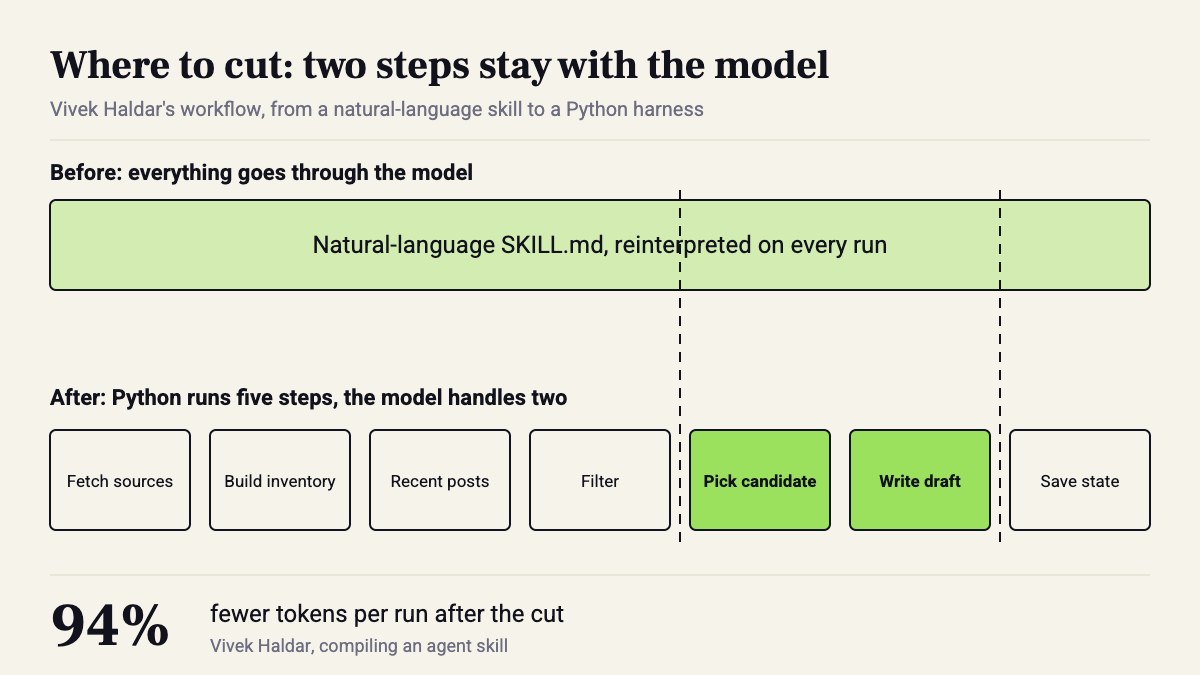 Where to cut: two steps stay with the model
Vivek Haldar's workflow, from a natural-language skill to a Python harness
Before: everything goes through the model
Natural-language SKILL.md, reinterpreted on every run
After: Python runs five steps, the model handles two
Fetch sources
Build inventory
Recent posts
Filter
Pick candidate
Write draft
Save state
94%
fewer tokens per run after the cut
Vivek Haldar, compiling an agent skill